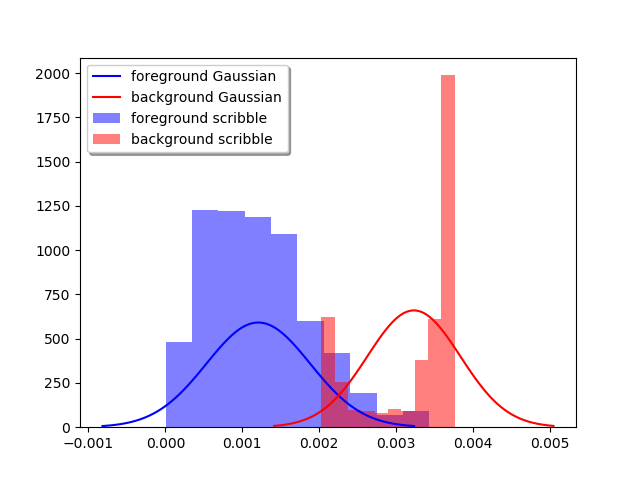 foreground Gaussian
background Gaussian
foreground scribble
background scribble
2000
1750
1500
1250
1000
750
500
250
0
−0.001 0.000 0.001 0.002 0.003 0.004 0.005